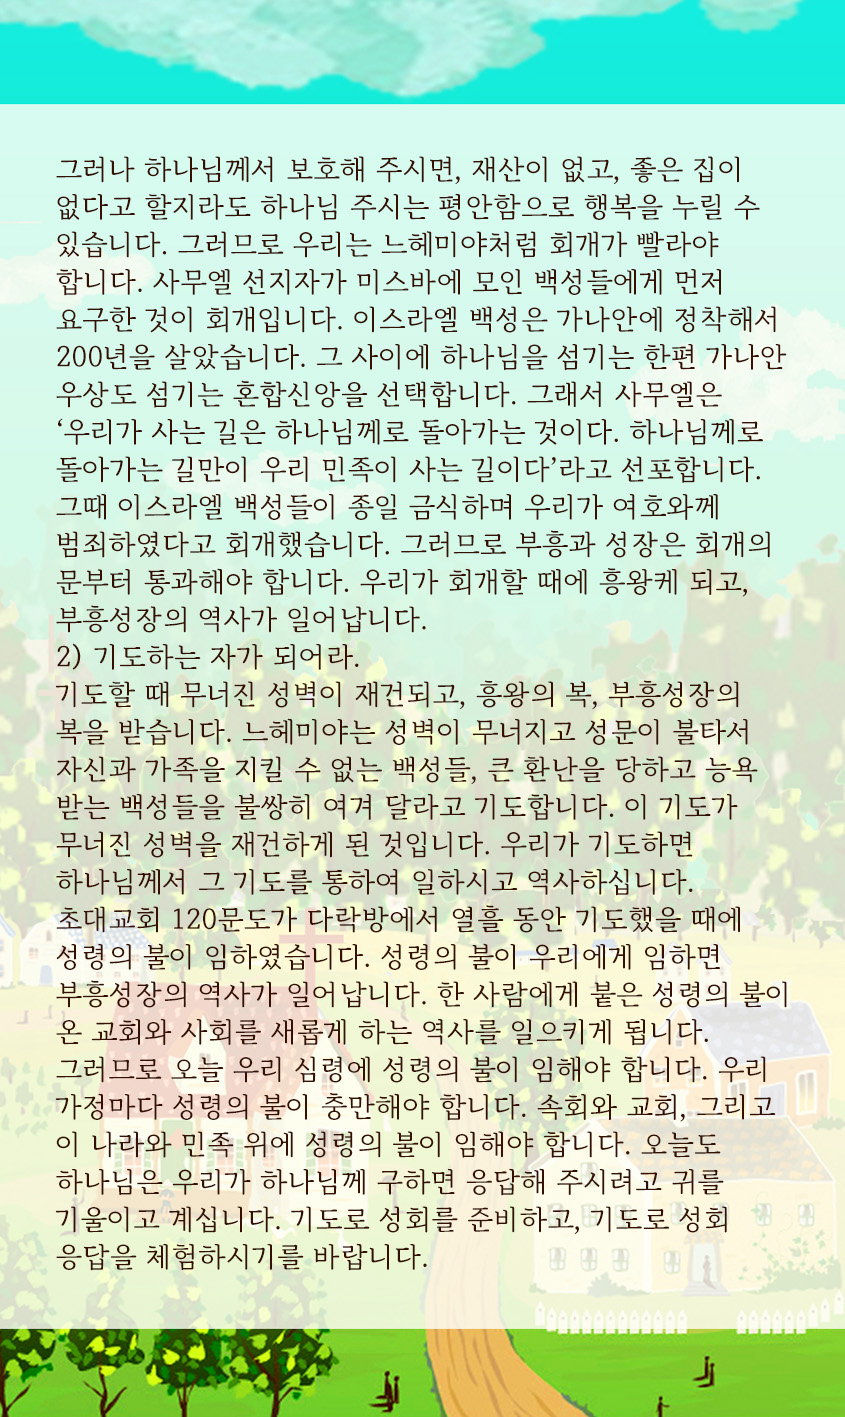 그러나 하나님께서 보호해 주시면, 재산이 없고, 좋은 집이
없다고 할지라도 하나님 주시는 평안함으로 행복을 누릴 수
있습니다. 그러므로 우리는 느헤미야처럼 회개가 빨라야
합니다. 사무엘 선지자가 미스바에 모인 백성들에게 먼저
요구한 것이 회개입니다. 이스라엘 백성은 가나안에 정착해서
200년을 살았습니다. 그 사이에 하나님을 섬기는 한편 가나안
우상도 섬기는 혼합신앙을 선택합니다. 그래서 사무엘은
‘우리가 사는 길은 하나님께로 돌아가는 것이다. 하나님께로
돌아가는 길만이 우리 민족이 사는 길이다’라고 선포합니다.
그때 이스라엘 백성들이 종일 금식하며 우리가 여호와께
범죄하였다고 회개했습니다. 그러므로 부흥과 성장은 회개의
문부터 통과해야 합니다. 우리가 회개할 때에 흥왕케 되고,
부흥성장의 역사가 일어납니다.
2) 기도하는 자가 되어라.
기도할 때 무너진 성벽이 재건되고, 흥왕의 복, 부흥성장의
복을 받습니다. 느헤미야는 성벽이 무너지고 성문이 불타서
자신과 가족을 지킬 수 없는 백성들, 큰 환난을 당하고 능욕
받는 백성들을 불쌍히 여겨 달라고 기도합니다. 이 기도가
무너진 성벽을 재건하게 된 것입니다. 우리가 기도하면
하나님께서 그 기도를 통하여 일하시고 역사하십니다.
초대교회 120문도가 다락방에서 열흘 동안 기도했을 때에
성령의 불이 임하였습니다. 성령의 불이 우리에게 임하면
부흥성장의 역사가 일어납니다. 한 사람에게 붙은 성령의 불이
온 교회와 사회를 새롭게 하는 역사를 일으키게 됩니다.
그러므로 오늘 우리 심령에 성령의 불이 임해야 합니다. 우리
가정마다 성령의 불이 충만해야 합니다. 속회와 교회, 그리고
이 나라와 민족 위에 성령의 불이 임해야 합니다. 오늘도
하나님은 우리가 하나님께 구하면 응답해 주시려고 귀를
기울이고 계십니다. 기도로 성회를 준비하고, 기도로 성회
응답을 체험하시기를 바랍니다.